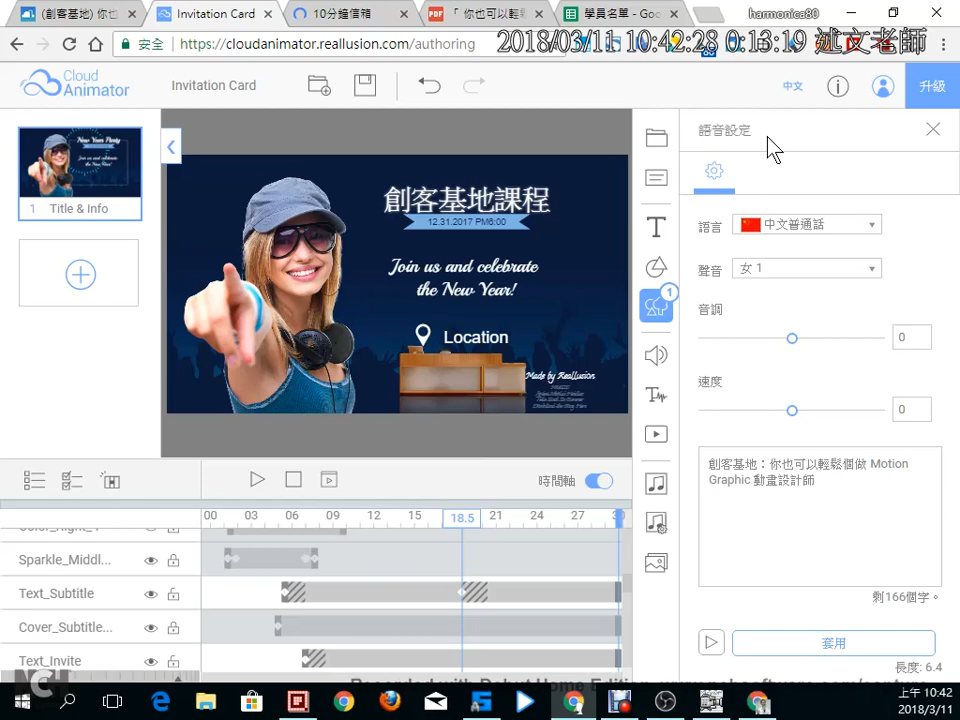 (創客基地) 你也
Invitation Card
10分鐘信箱
「 你也可以輕鬆
學員名單 - Goo
harmonica80
安全
https://cloudanimator.reallusion.com/authoring
2018/03/11 10:42:28 0:13:19 述文老師
Cloud
Animator
Invitation Card
中文
升級
語音設定
New Year Party
1 Title & Info
創客基地課程
12.31.2017 PM6:00
Join us and celebrate
the New Year!
Location
Made by Reallusion
語言
中文普通話
聲音
女 1
音調
0
速度
0
創客基地：你也可以輕鬆個做 Motion
Graphic 動畫設計師
剩166個字。
套用
長度: 6.4
1
時間軸
00 03 06 09 12 15 18.5 21 24 27 30
Sparkle_Middl...
Text_Subtitle
Cover_Subtitle...
Text_Invite
NCH
上午 10:42
2018/3/11